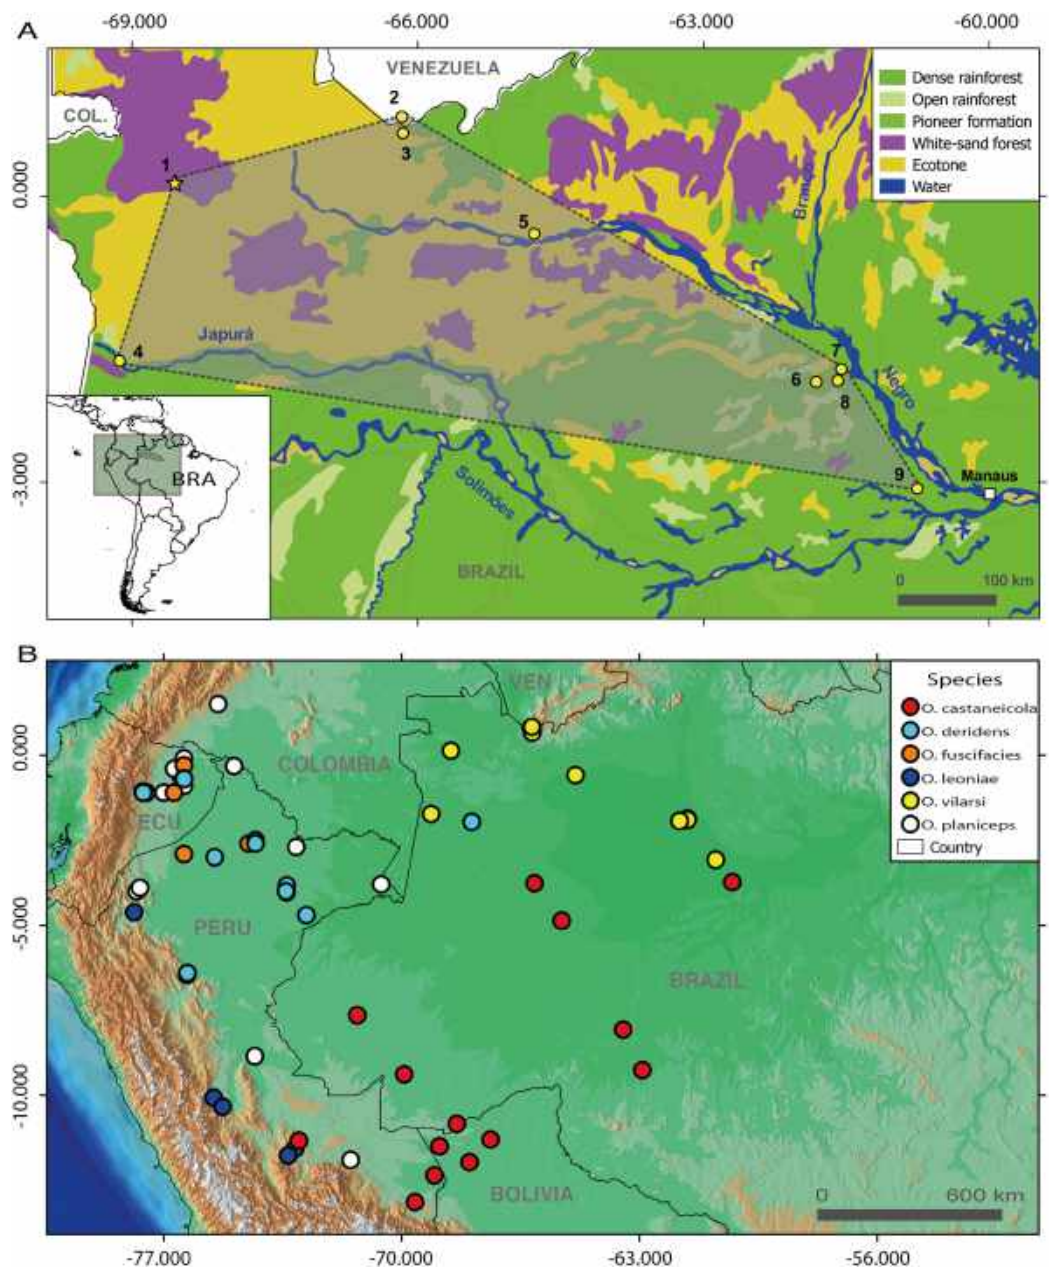 A
-69.000 -66.000 -63.000 -60.000
VENEZUELA
COL.
Dense rainforest
Open rainforest
Pioneer formation
White-sand forest
Ecotone
Water
0.000
-3.000
1
2
3
4
5
6
7
8
9
Branco
Japurá
Negro
Manaus
Solimões
BRAZIL
BRA
0 100 km
B
VEN
COLOMBIA
ECU
PERU
BRAZIL
BOLIVIA
Species
O. castaneicola
O. deridens
O. fuscifacies
O. leoniae
O. vilarsi
O. planiceps
Country
0.000
-5.000
-10.000
0 600 km
-77.000 -70.000 -63.000 -56.000